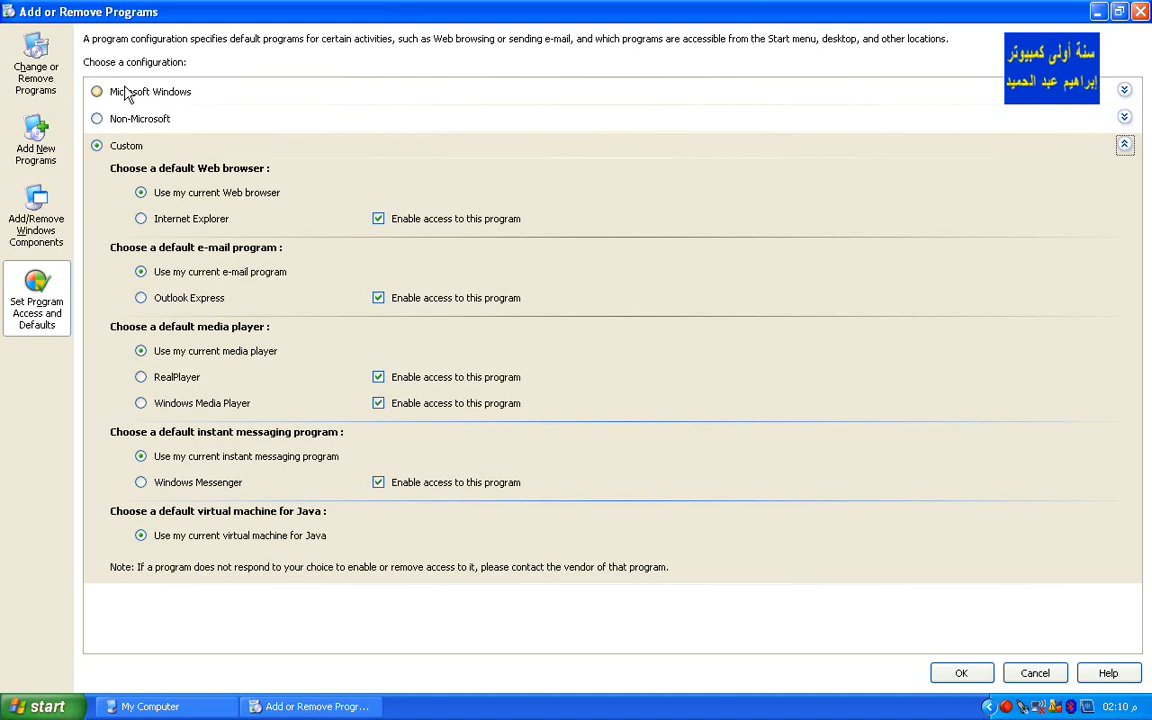 Add or Remove Programs
A program configuration specifies default programs for certain activities, such as Web browsing or sending e-mail, and which programs are accessible from the Start menu, desktop, and other locations.
Choose a configuration:
سنة أولى كمبيوتر
إبراهيم عبد الحميد
Change or
Remove
Programs
Add New
Programs
Add/Remove
Windows
Components
Set Program
Access and
Defaults
Microsoft Windows
Non-Microsoft
Custom
Choose a default Web browser :
Use my current Web browser
Internet Explorer Enable access to this program
Choose a default e-mail program :
Use my current e-mail program
Outlook Express Enable access to this program
Choose a default media player :
Use my current media player
RealPlayer Enable access to this program
Windows Media Player Enable access to this program
Choose a default instant messaging program :
Use my current instant messaging program
Windows Messenger Enable access to this program
Choose a default virtual machine for Java :
Use my current virtual machine for Java
Note: If a program does not respond to your choice to enable or remove access to it, please contact the vendor of that program.
OK Cancel Help
start My Computer Add or Remove Progr... 02:10 م